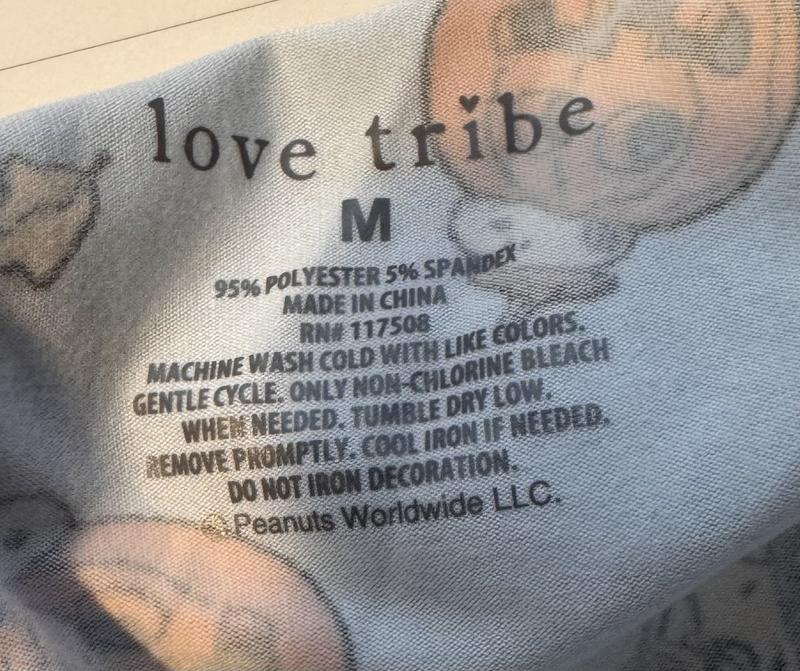 love tribe
M
95% POLYESTER 5% SPANDEX
MADE IN CHINA
RN# 117508
MACHINE WASH COLD WITH LIKE COLORS.
GENTLE CYCLE. ONLY NON-CHLORINE BLEACH
WHEN NEEDED. TUMBLE DRY LOW.
REMOVE PROMPTLY. COOL IRON IF NEEDED.
DO NOT IRON DECORATION.
©Peanuts Worldwide LLC.